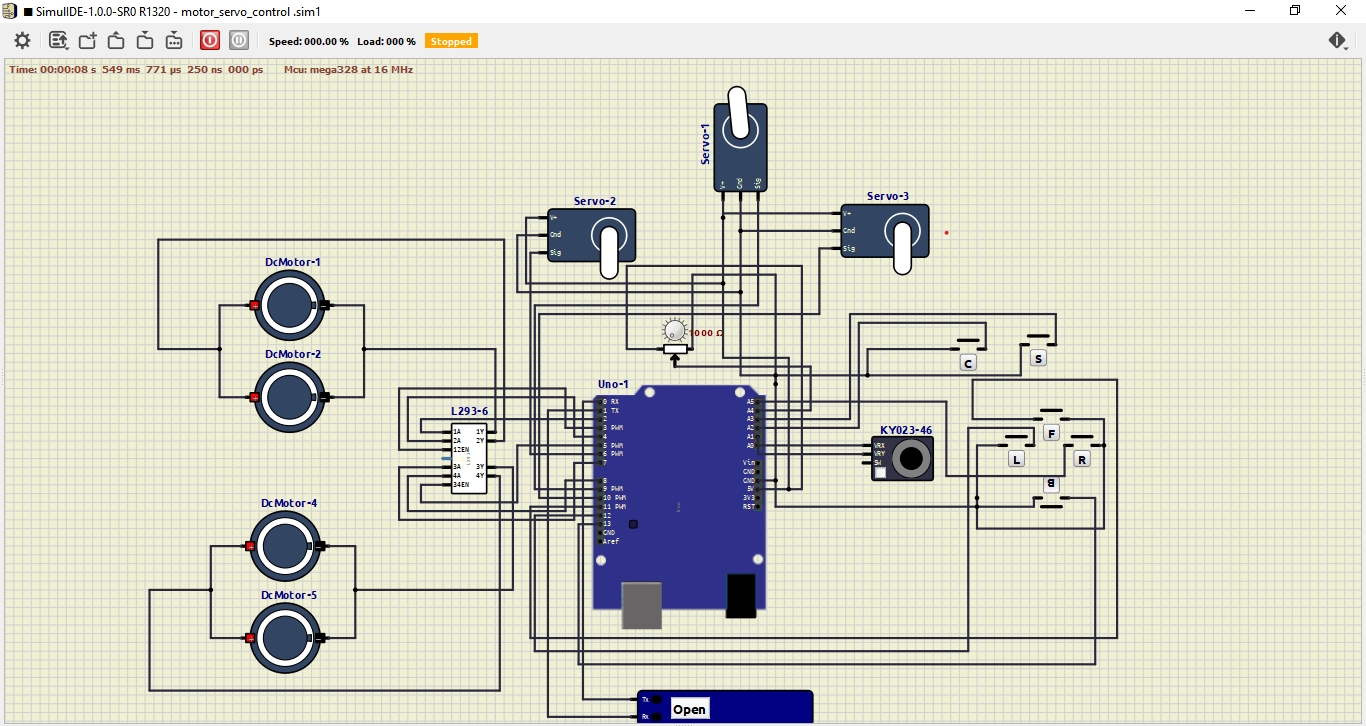 SimulIDE-1.0.0-SR0 R1320 - motor_servo_control .sim1
Speed: 000.00 % Load: 000 % Stopped
Time: 00:00:08 s 549 ms 771 µs 250 ns 000 ps Mcu: mega328 at 16 MHz
Servo-1
V+ Gnd Sig
Servo-2
V+
Gnd
Sig
Servo-3
V+
Gnd
Sig
DcMotor-1
DcMotor-2
1000 Ω
C
S
L293-6
1A 1Y
2A 2Y
12EN
3A 3Y
4A 4Y
34EN
Uno-1
0 RX
1 TX
2
3 PWM
4
5 PWM
6 PWM
7
8
9 PWM
10 PWM
11 PWM
12
13
GND
Aref
A5
A4
A3
A2
A1
A0
Vin
GND
GND
5V
3V3
RST
KY023-46
VRX
VRY
SW
F
L
R
B
DcMotor-4
DcMotor-5
Tx
Rx
Open